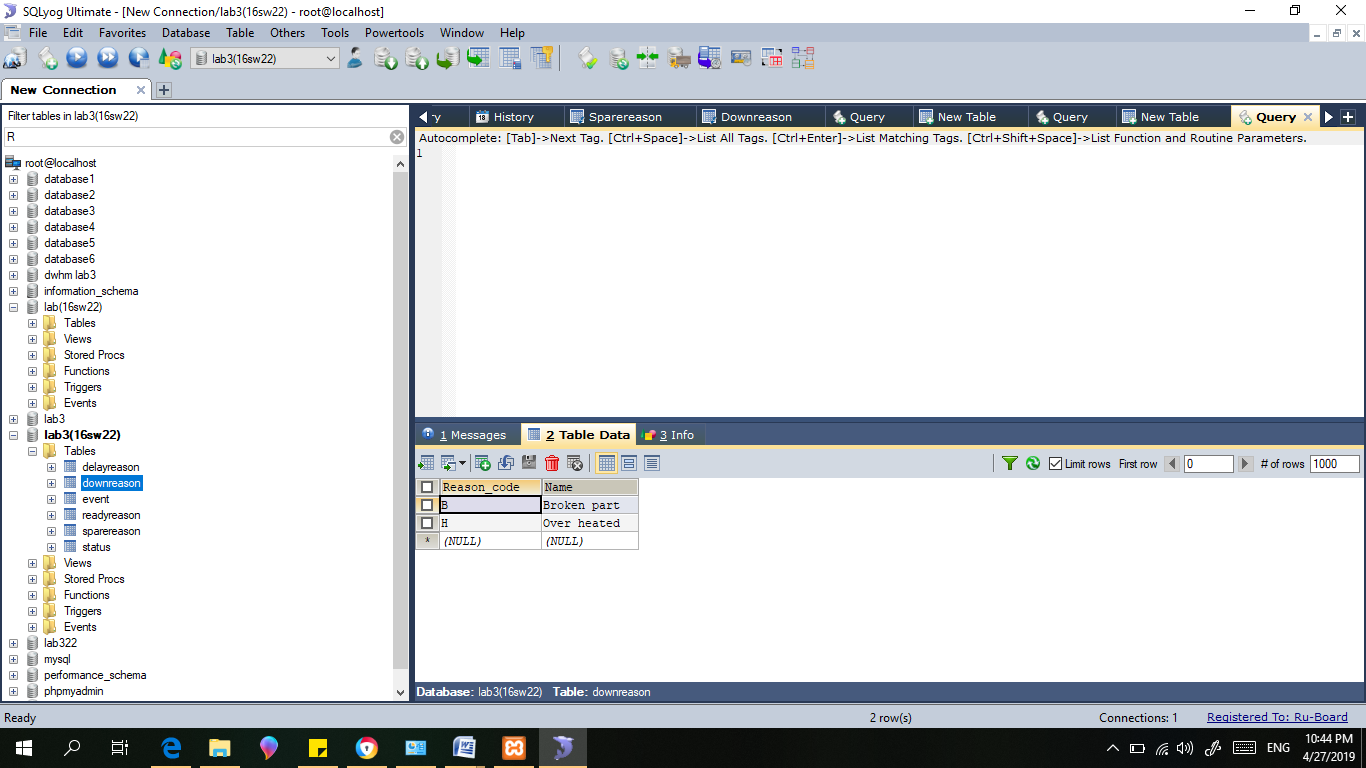 SQLyog Ultimate - [New Connection/lab3(16sw22) - root@localhost]
File Edit Favorites Database Table Others Tools Powertools Window Help
lab3(16sw22)
New Connection
Filter tables in lab3(16sw22)
R
root@localhost
database1
database2
database3
database4
database5
database6
dwhm lab3
information_schema
lab(16sw22)
Tables
Views
Stored Procs
Functions
Triggers
Events
lab3
lab3(16sw22)
Tables
delayreason
downreason
event
readyreason
sparereason
status
Views
Stored Procs
Functions
Triggers
Events
lab322
mysql
performance_schema
phpmyadmin
ry History Sparereason Downreason Query New Table Query New Table Query
Autocomplete: [Tab]->Next Tag. [Ctrl+Space]->List All Tags. [Ctrl+Enter]->List Matching Tags. [Ctrl+Shift+Space]->List Function and Routine Parameters.
1
1 Messages 2 Table Data 3 Info
Limit rows First row 0 # of rows 1000
Reason_code Name
B Broken part
H Over heated
* (NULL) (NULL)
Database: lab3(16sw22) Table: downreason
Ready 2 row(s) Connections: 1 Registered To: Ru-Board
ENG
10:44 PM
4/27/2019